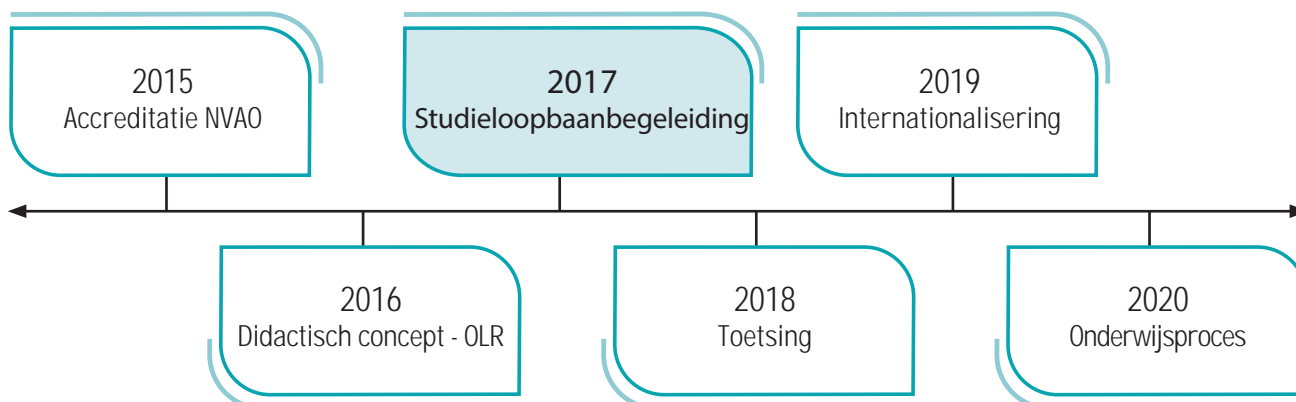 2015
Accreditatie NVAO
2016
Didactisch concept - OLR
2017
Studieloopbaanbegeleiding
2018
Toetsing
2019
Internationalisering
2020
Onderwijsproces